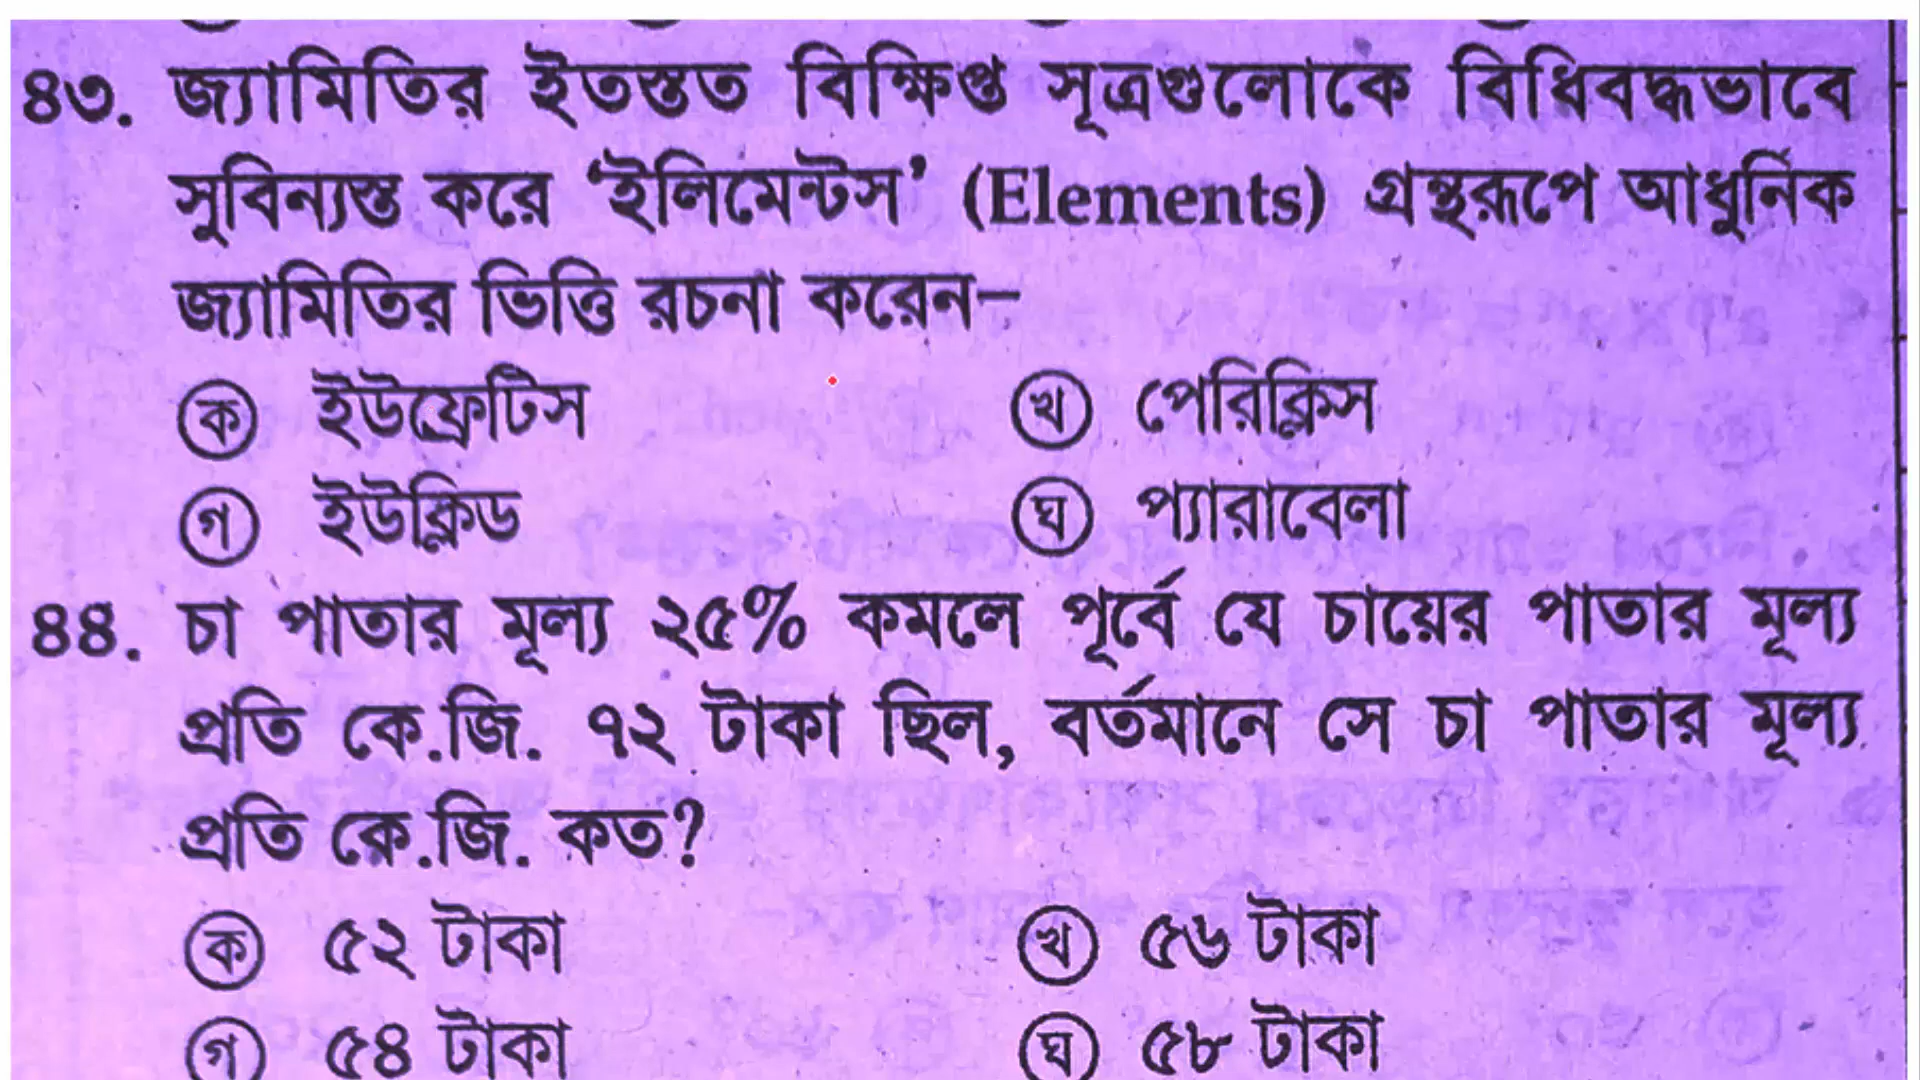 ৪৩. জ্যামিতির ইতস্তত বিক্ষিপ্ত সূত্রগুলোকে বিধিবদ্ধভাবে
সুবিন্যস্ত করে ‘ইলিমেন্টস’ (Elements) গ্রন্থরূপে আধুর্নিক
জ্যামিতির ভিত্তি রচনা করেন–
ক ইউফ্রেটিস খ পেরিক্লিস
গ ইউক্লিড ঘ প্যারাবেলা
৪৪. চা পাতার মূল্য ২৫% কমলে পূর্বে যে চায়ের পাতার মূল্য
প্রতি কে.জি. ৭২ টাকা ছিল, বর্তমানে সে চা পাতার মূল্য
প্রতি কে.জি. কত?
ক ৫২ টাকা খ ৫৬ টাকা
গ ৫৪ টাকা ঘ ৫৮ টাকা